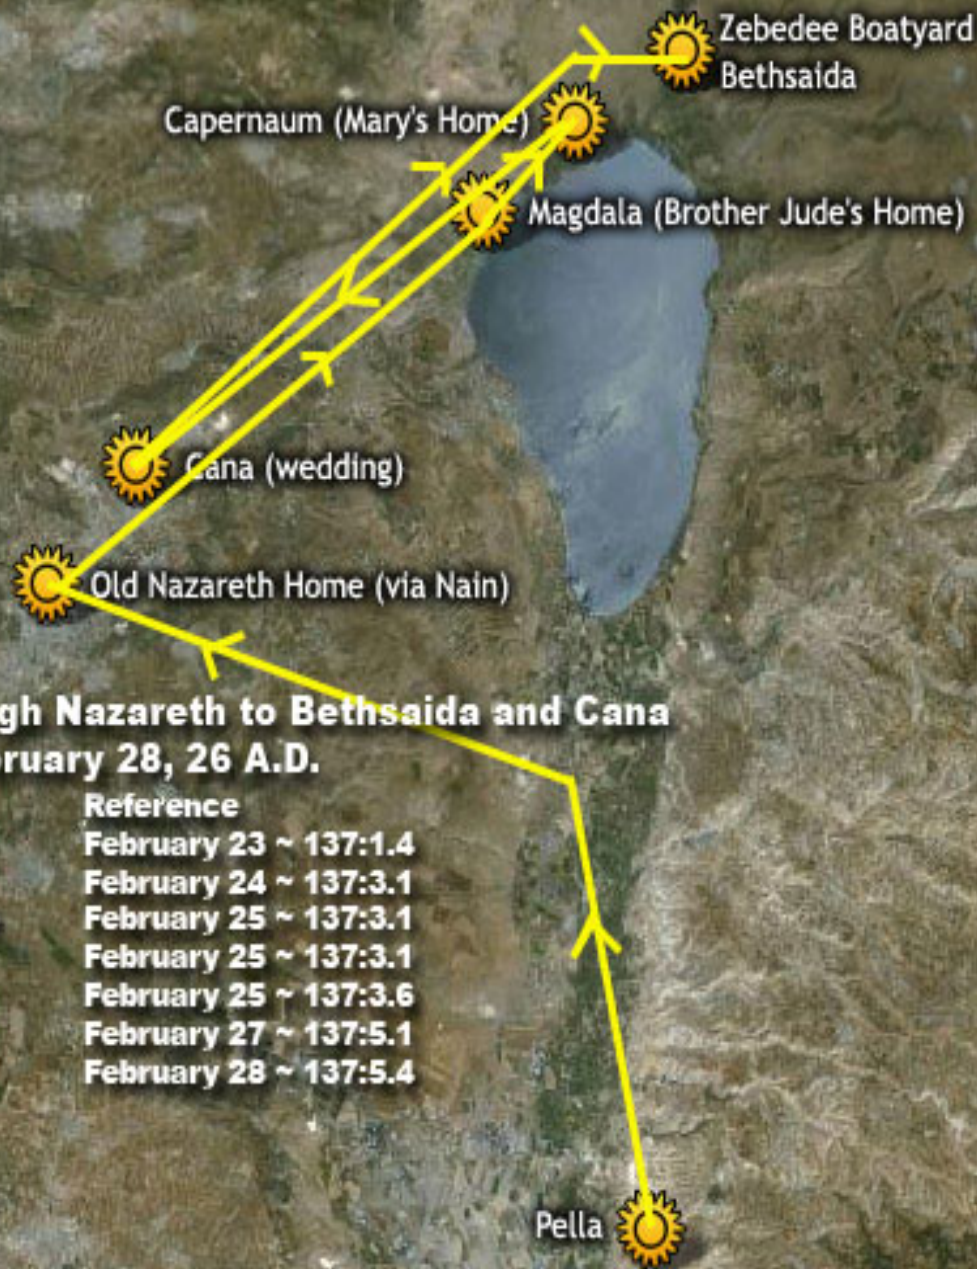 Zebedee Boatyard
Bethsaida
Capernaum (Mary's Home)
Magdala (Brother Jude's Home)
Cana (wedding)
Old Nazareth Home (via Nain)
gh Nazareth to Bethsaida and Cana
ruary 28, 26 A.D.
Reference
February 23 ~ 137:1.4
February 24 ~ 137:3.1
February 25 ~ 137:3.1
February 25 ~ 137:3.1
February 25 ~ 137:3.6
February 27 ~ 137:5.1
February 28 ~ 137:5.4
Pella